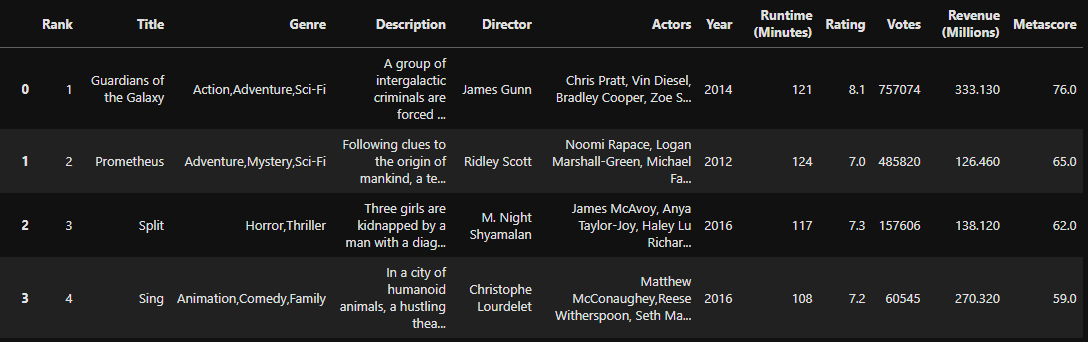 Rank Title Genre Description Director Actors Year Runtime (Minutes) Rating Votes Revenue (Millions) Metascore
0 1 Guardians of the Galaxy Action,Adventure,Sci-Fi A group of intergalactic criminals are forced ... James Gunn Chris Pratt, Vin Diesel, Bradley Cooper, Zoe S... 2014 121 8.1 757074 333.130 76.0
1 2 Prometheus Adventure,Mystery,Sci-Fi Following clues to the origin of mankind, a te... Ridley Scott Noomi Rapace, Logan Marshall-Green, Michael Fa... 2012 124 7.0 485820 126.460 65.0
2 3 Split Horror,Thriller Three girls are kidnapped by a man with a diag... M. Night Shyamalan James McAvoy, Anya Taylor-Joy, Haley Lu Richar... 2016 117 7.3 157606 138.120 62.0
3 4 Sing Animation,Comedy,Family In a city of humanoid animals, a hustling thea... Christophe Lourdelet Matthew McConaughey,Reese Witherspoon, Seth Ma... 2016 108 7.2 60545 270.320 59.0